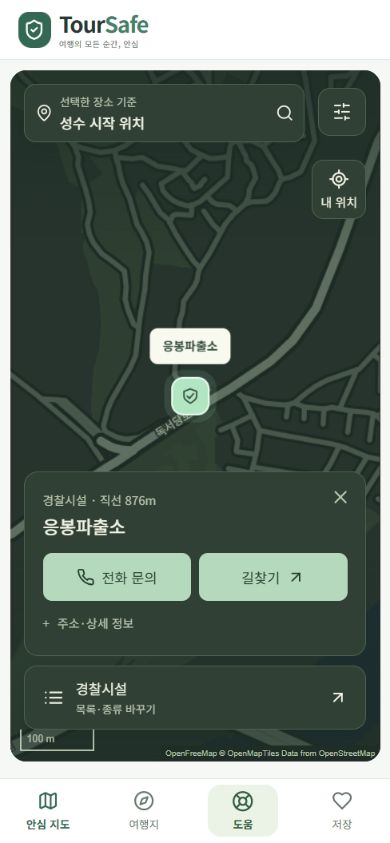 TourSafe
여행의 모든 순간, 안심
선택한 장소 기준
성수 시작 위치
내 위치
응봉파출소
경찰시설 · 직선 876m
응봉파출소
전화 문의
길찾기
+ 주소·상세 정보
경찰시설
목록·종류 바꾸기
100 m
OpenFreeMap © OpenMapTiles Data from OpenStreetMap
안심 지도
여행지
도움
저장